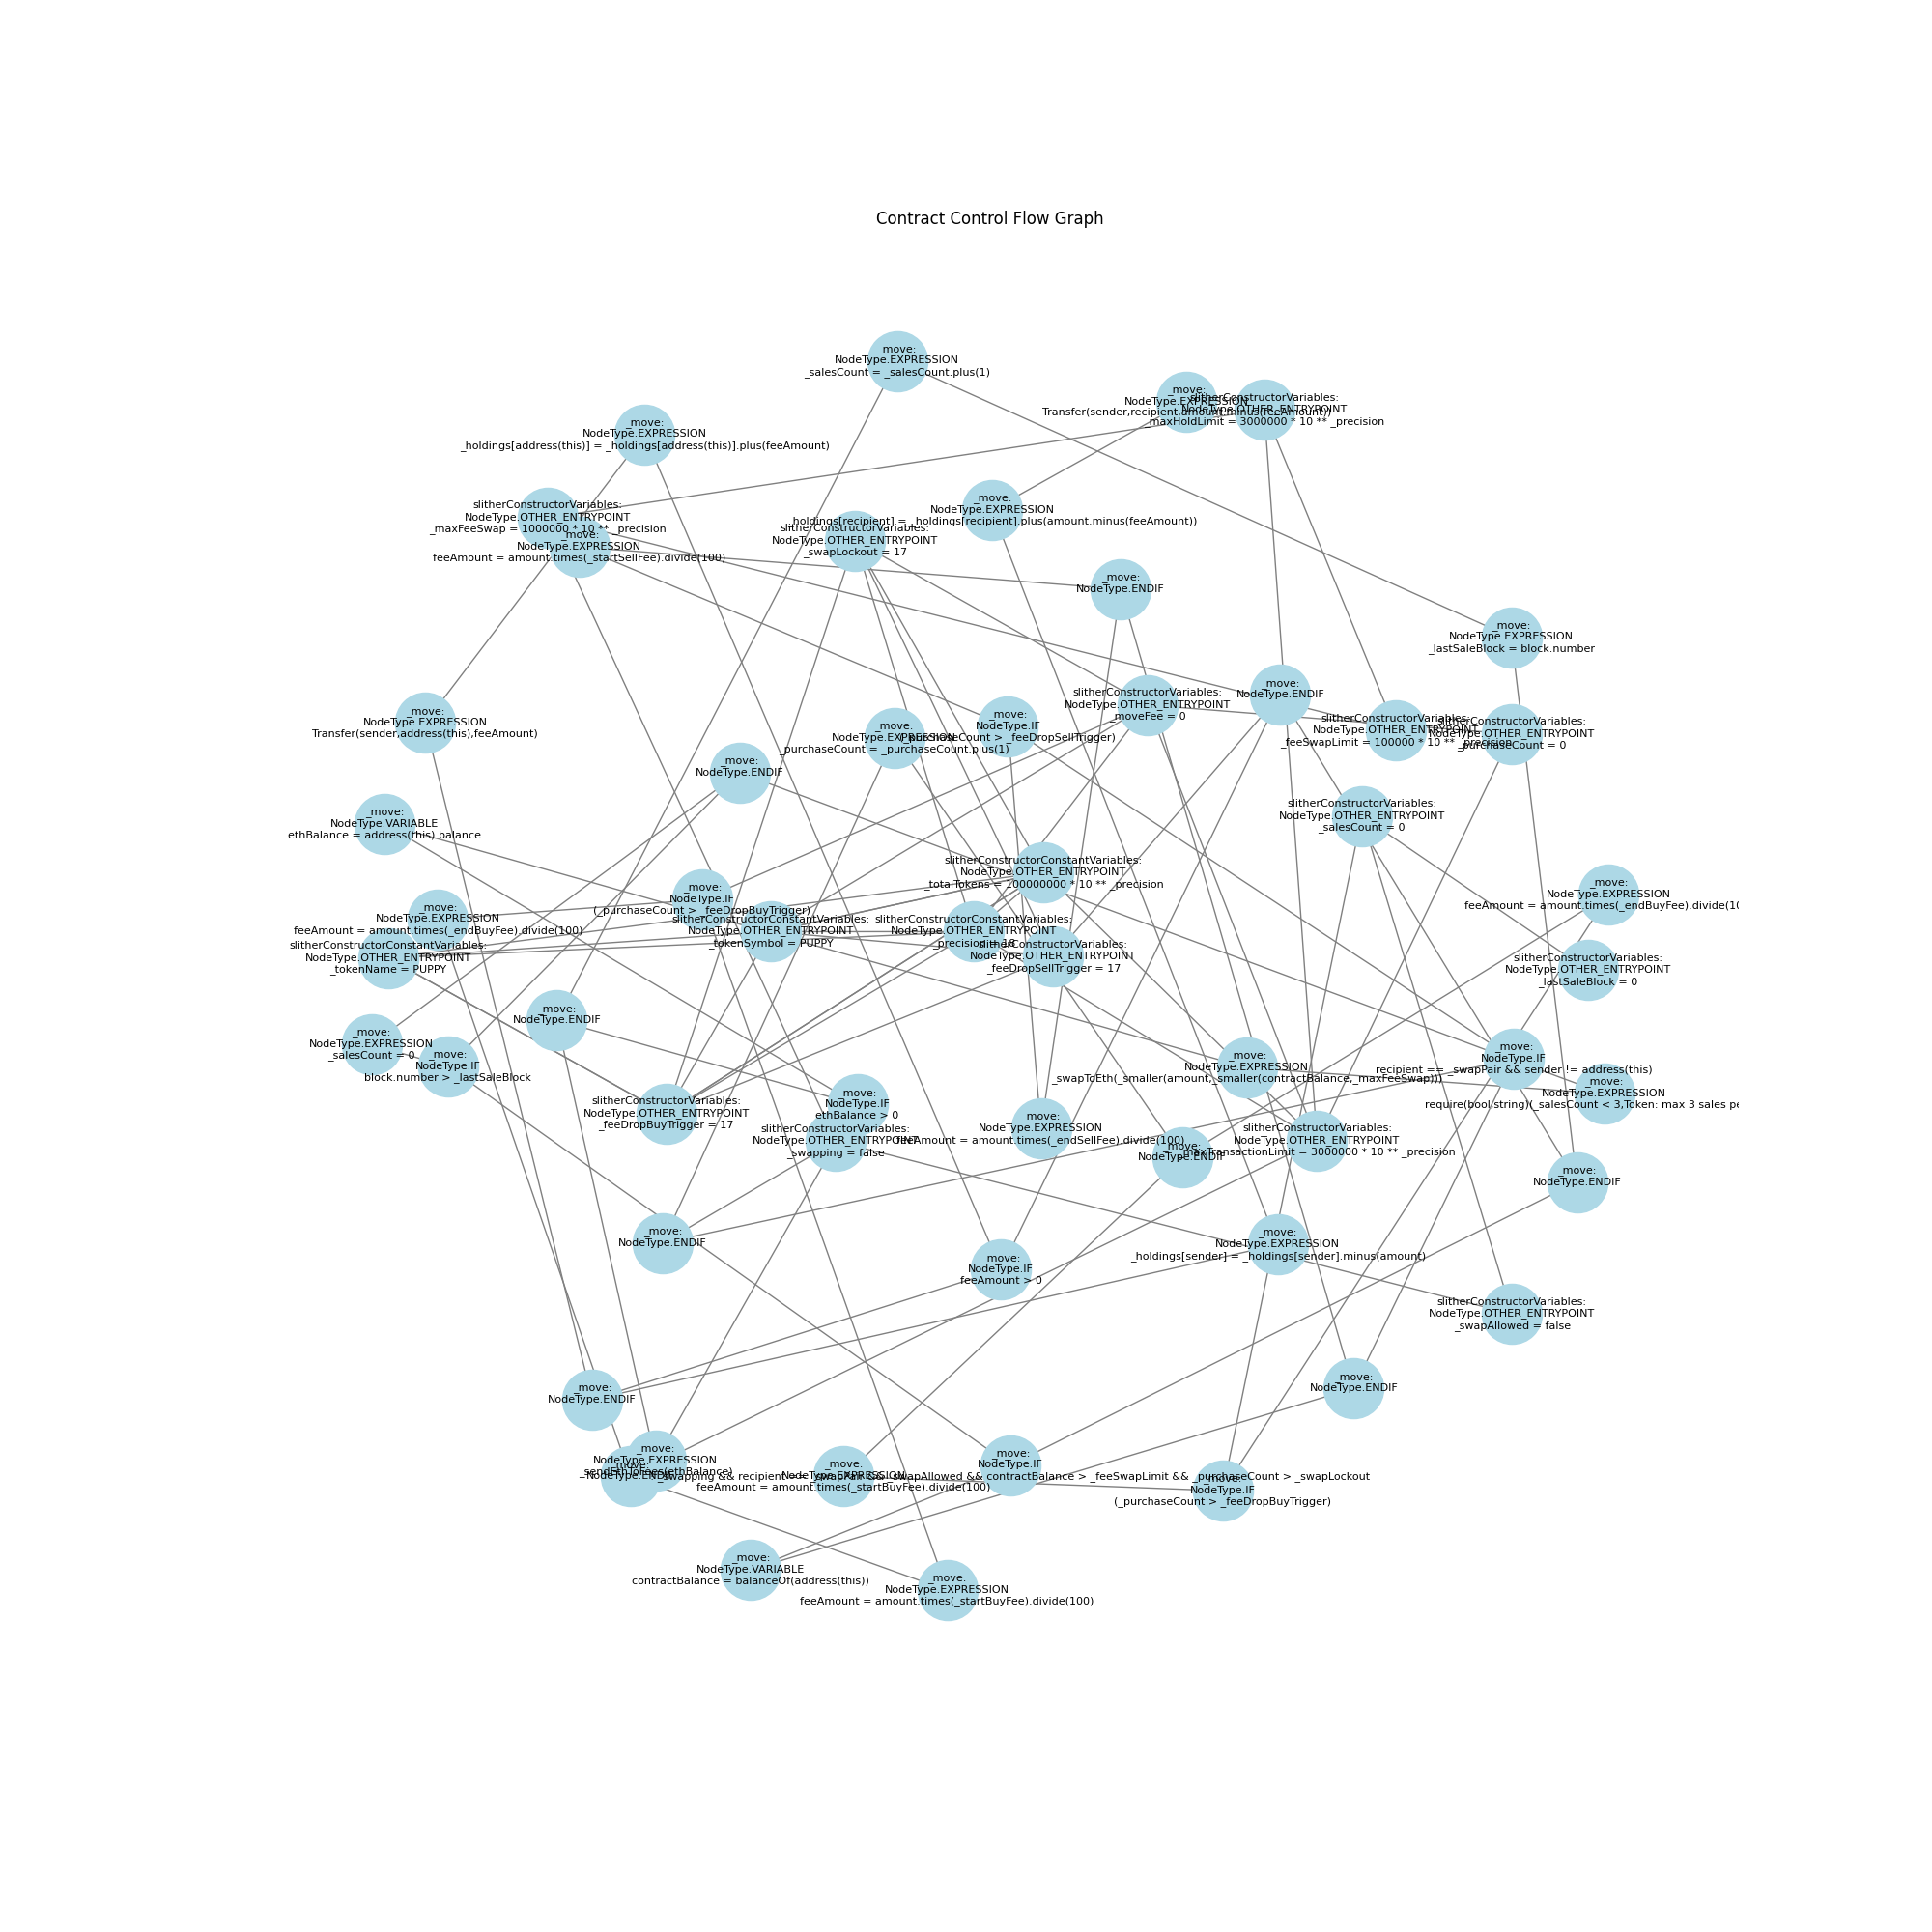 Contract Control Flow Graph
_move:
NodeType.EXPRESSION
_salesCount = _salesCount.plus(1)
_move:
NodeType.EXPRESSION
Transfer(sender,recipient,amount.minus(feeAmount))
slitherConstructorVariables:
NodeType.OTHER_ENTRYPOINT
_maxHoldLimit = 3000000 * 10 ** _precision
_move:
NodeType.EXPRESSION
_holdings[address(this)] = _holdings[address(this)].plus(feeAmount)
slitherConstructorVariables:
NodeType.OTHER_ENTRYPOINT
_maxFeeSwap = 1000000 * 10 ** _precision
_move:
NodeType.EXPRESSION
feeAmount = amount.times(_startSellFee).divide(100)
_move:
NodeType.EXPRESSION
_holdings[recipient] = _holdings[recipient].plus(amount.minus(feeAmount))
slitherConstructorVariables:
NodeType.OTHER_ENTRYPOINT
_swapLockout = 17
_move:
NodeType.ENDIF
_move:
NodeType.EXPRESSION
_lastSaleBlock = block.number
_move:
NodeType.ENDIF
slitherConstructorVariables:
NodeType.OTHER_ENTRYPOINT
_moveFee = 0
_move:
NodeType.EXPRESSION
Transfer(sender,address(this),feeAmount)
_move:
NodeType.EXPRESSION
_purchaseCount = _purchaseCount.plus(1)
_move:
NodeType.IF
(_purchaseCount > _feeDropSellTrigger)
slitherConstructorVariables:
NodeType.OTHER_ENTRYPOINT
_feeSwapLimit = 100000 * 10 ** _precision
slitherConstructorVariables:
NodeType.OTHER_ENTRYPOINT
_purchaseCount = 0
_move:
NodeType.ENDIF
_move:
NodeType.VARIABLE
ethBalance = address(this).balance
slitherConstructorVariables:
NodeType.OTHER_ENTRYPOINT
_salesCount = 0
slitherConstructorConstantVariables:
NodeType.OTHER_ENTRYPOINT
_totalTokens = 100000000 * 10 ** _precision
_move:
NodeType.IF
(_purchaseCount > _feeDropBuyTrigger)
_move:
NodeType.EXPRESSION
feeAmount = amount.times(_endBuyFee).divide(10
_move:
NodeType.EXPRESSION
feeAmount = amount.times(_endBuyFee).divide(100)
slitherConstructorConstantVariables:
NodeType.OTHER_ENTRYPOINT
_tokenSymbol = PUPPY
slitherConstructorConstantVariables:
NodeType.OTHER_ENTRYPOINT
_precision = 18
slitherConstructorVariables:
NodeType.OTHER_ENTRYPOINT
_feeDropSellTrigger = 17
slitherConstructorConstantVariables:
NodeType.OTHER_ENTRYPOINT
_tokenName = PUPPY
slitherConstructorVariables:
NodeType.OTHER_ENTRYPOINT
_lastSaleBlock = 0
_move:
NodeType.ENDIF
_move:
NodeType.EXPRESSION
_salesCount = 0
_move:
NodeType.IF
block.number > _lastSaleBlock
_move:
NodeType.EXPRESSION
_swapToEth(_smaller(amount,_smaller(contractBalance,_maxFeeSwap)))
_move:
NodeType.IF
recipient == _swapPair && sender != address(this)
_move:
NodeType.EXPRESSION
require(bool,string)(_salesCount < 3,Token: max 3 sales pe
slitherConstructorVariables:
NodeType.OTHER_ENTRYPOINT
_feeDropBuyTrigger = 17
_move:
NodeType.IF
ethBalance > 0
slitherConstructorVariables:
NodeType.OTHER_ENTRYPOINT
_swapping = false
_move:
NodeType.EXPRESSION
feeAmount = amount.times(_endSellFee).divide(100)
_move:
NodeType.ENDIF
slitherConstructorVariables:
NodeType.OTHER_ENTRYPOINT
_maxTransactionLimit = 3000000 * 10 ** _precision
_move:
NodeType.ENDIF
_move:
NodeType.ENDIF
_move:
NodeType.EXPRESSION
_holdings[sender] = _holdings[sender].minus(amount)
_move:
NodeType.IF
feeAmount > 0
slitherConstructorVariables:
NodeType.OTHER_ENTRYPOINT
_swapAllowed = false
_move:
NodeType.ENDIF
_move:
NodeType.ENDIF
_move:
NodeType.EXPRESSION
sendEthToFees(ethBalance)
_move:
NodeType.ENDIF
_move:
NodeType.EXPRESSION
feeAmount = amount.times(_startBuyFee).divide(100)
_move:
NodeType.IF
_swapping && recipient == _swapPair && _swapAllowed && contractBalance > _feeSwapLimit && _purchaseCount > _swapLockout
_move:
NodeType.IF
(_purchaseCount > _feeDropBuyTrigger)
_move:
NodeType.VARIABLE
contractBalance = balanceOf(address(this))
_move:
NodeType.EXPRESSION
feeAmount = amount.times(_startBuyFee).divide(100)